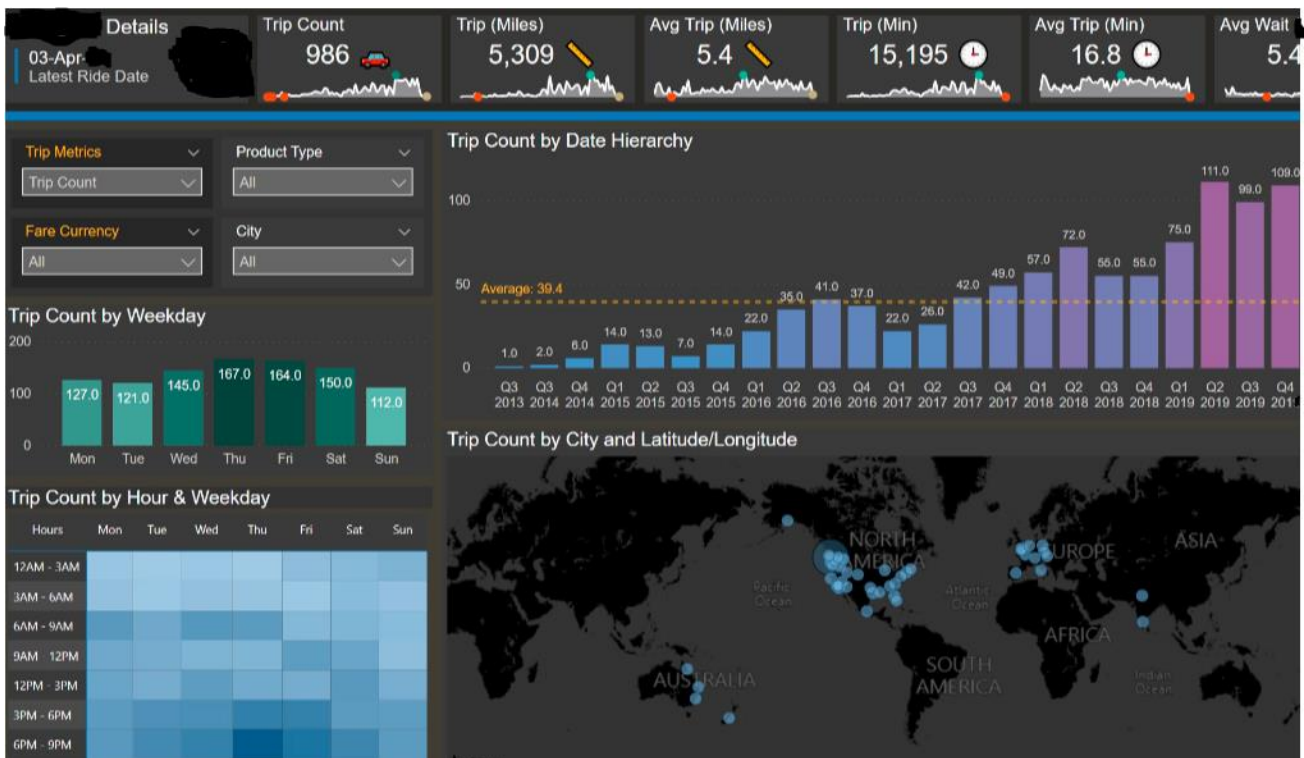 Details
03-Apr-
Latest Ride Date
Trip Count
986
Trip (Miles)
5,309
Avg Trip (Miles)
5.4
Trip (Min)
15,195
Avg Trip (Min)
16.8
Avg Wait
5.4
Trip Metrics
Trip Count
Product Type
All
Fare Currency
All
City
All
Trip Count by Weekday
200
100
0
127.0 121.0 145.0 167.0 164.0 150.0 112.0
Mon Tue Wed Thu Fri Sat Sun
Trip Count by Hour & Weekday
Hours Mon Tue Wed Thu Fri Sat Sun
12AM - 3AM
3AM - 6AM
6AM - 9AM
9AM - 12PM
12PM - 3PM
3PM - 6PM
6PM - 9PM
Trip Count by Date Hierarchy
100
50
0
Average: 39.4
1.0 2.0 6.0 14.0 13.0 7.0 14.0 22.0 35.0 41.0 37.0 22.0 26.0 42.0 49.0 57.0 72.0 55.0 55.0 75.0 111.0 99.0 109.0
Q3 Q3 Q4 Q1 Q2 Q3 Q4 Q1 Q2 Q3 Q4 Q1 Q2 Q3 Q4 Q1 Q2 Q3 Q4 Q1 Q2 Q3 Q4
2013 2014 2014 2015 2015 2015 2015 2016 2016 2016 2016 2017 2017 2017 2017 2018 2018 2018 2018 2019 2019 2019 2019
Trip Count by City and Latitude/Longitude
NORTH
AMERICA
EUROPE
ASIA
Pacific
Ocean
Atlantic
Ocean
AFRICA
AUSTRALIA
SOUTH
AMERICA
Indian
Ocean